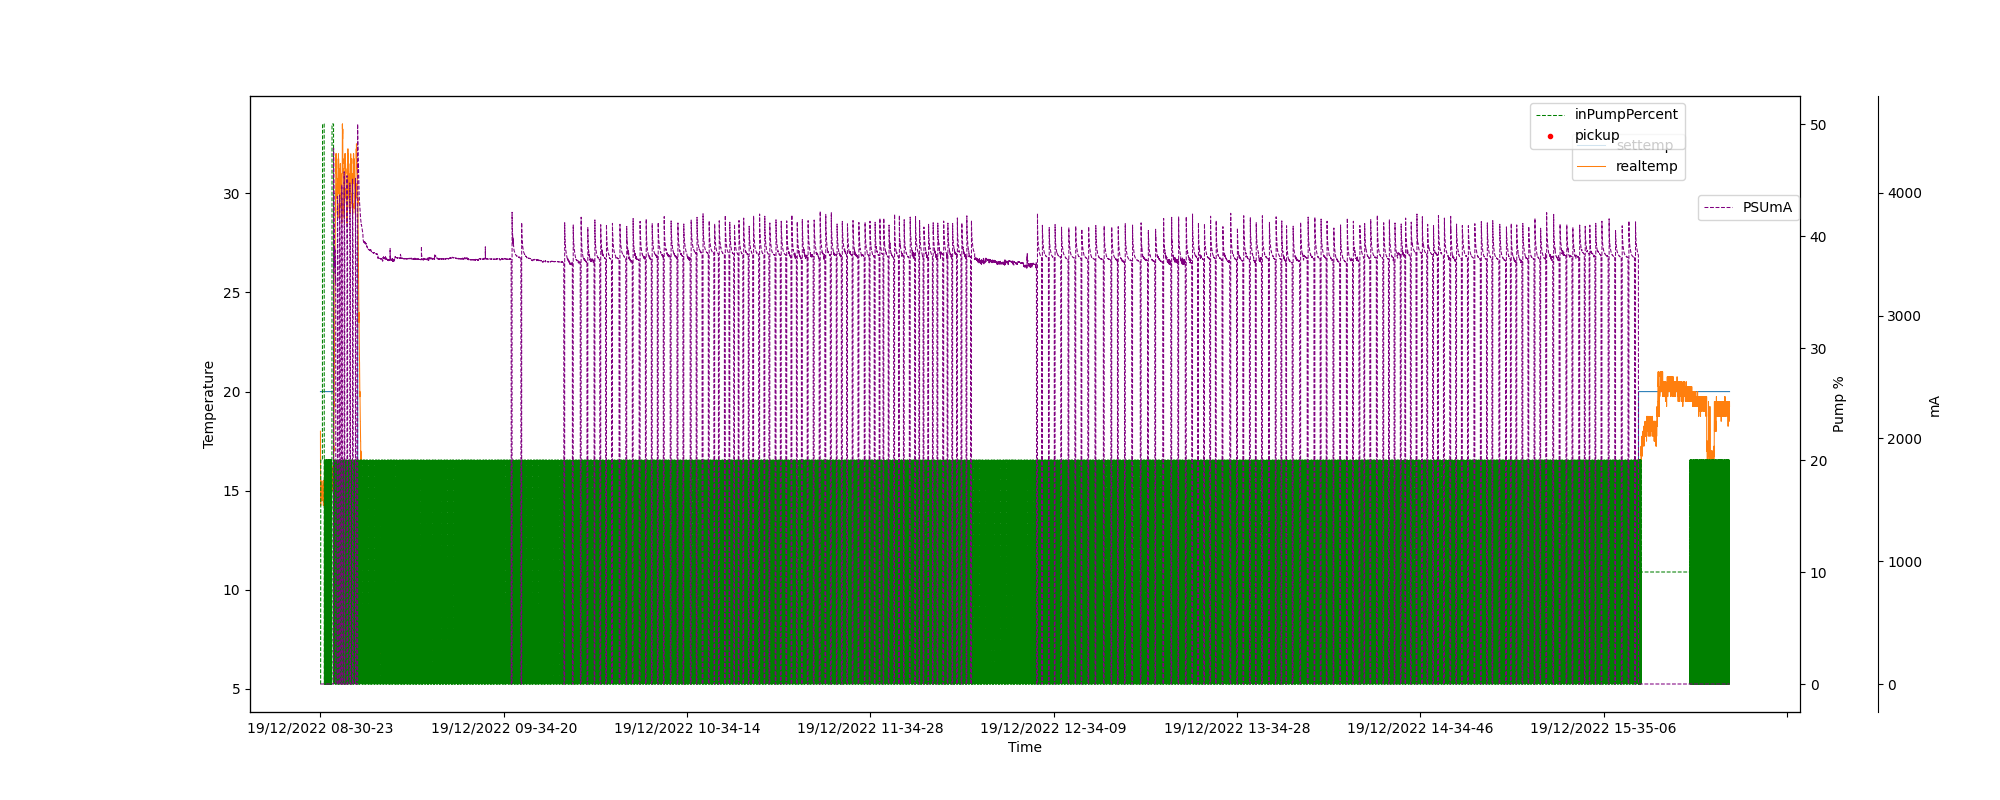 inPumpPercent
pickup
settemp
realtemp
PSUmA
30
25
20
15
10
5
Temperature
50
40
30
20
10
0
Pump %
4000
3000
2000
1000
0
mA
19/12/2022 08-30-23
19/12/2022 09-34-20
19/12/2022 10-34-14
19/12/2022 11-34-28
19/12/2022 12-34-09
19/12/2022 13-34-28
19/12/2022 14-34-46
19/12/2022 15-35-06
Time